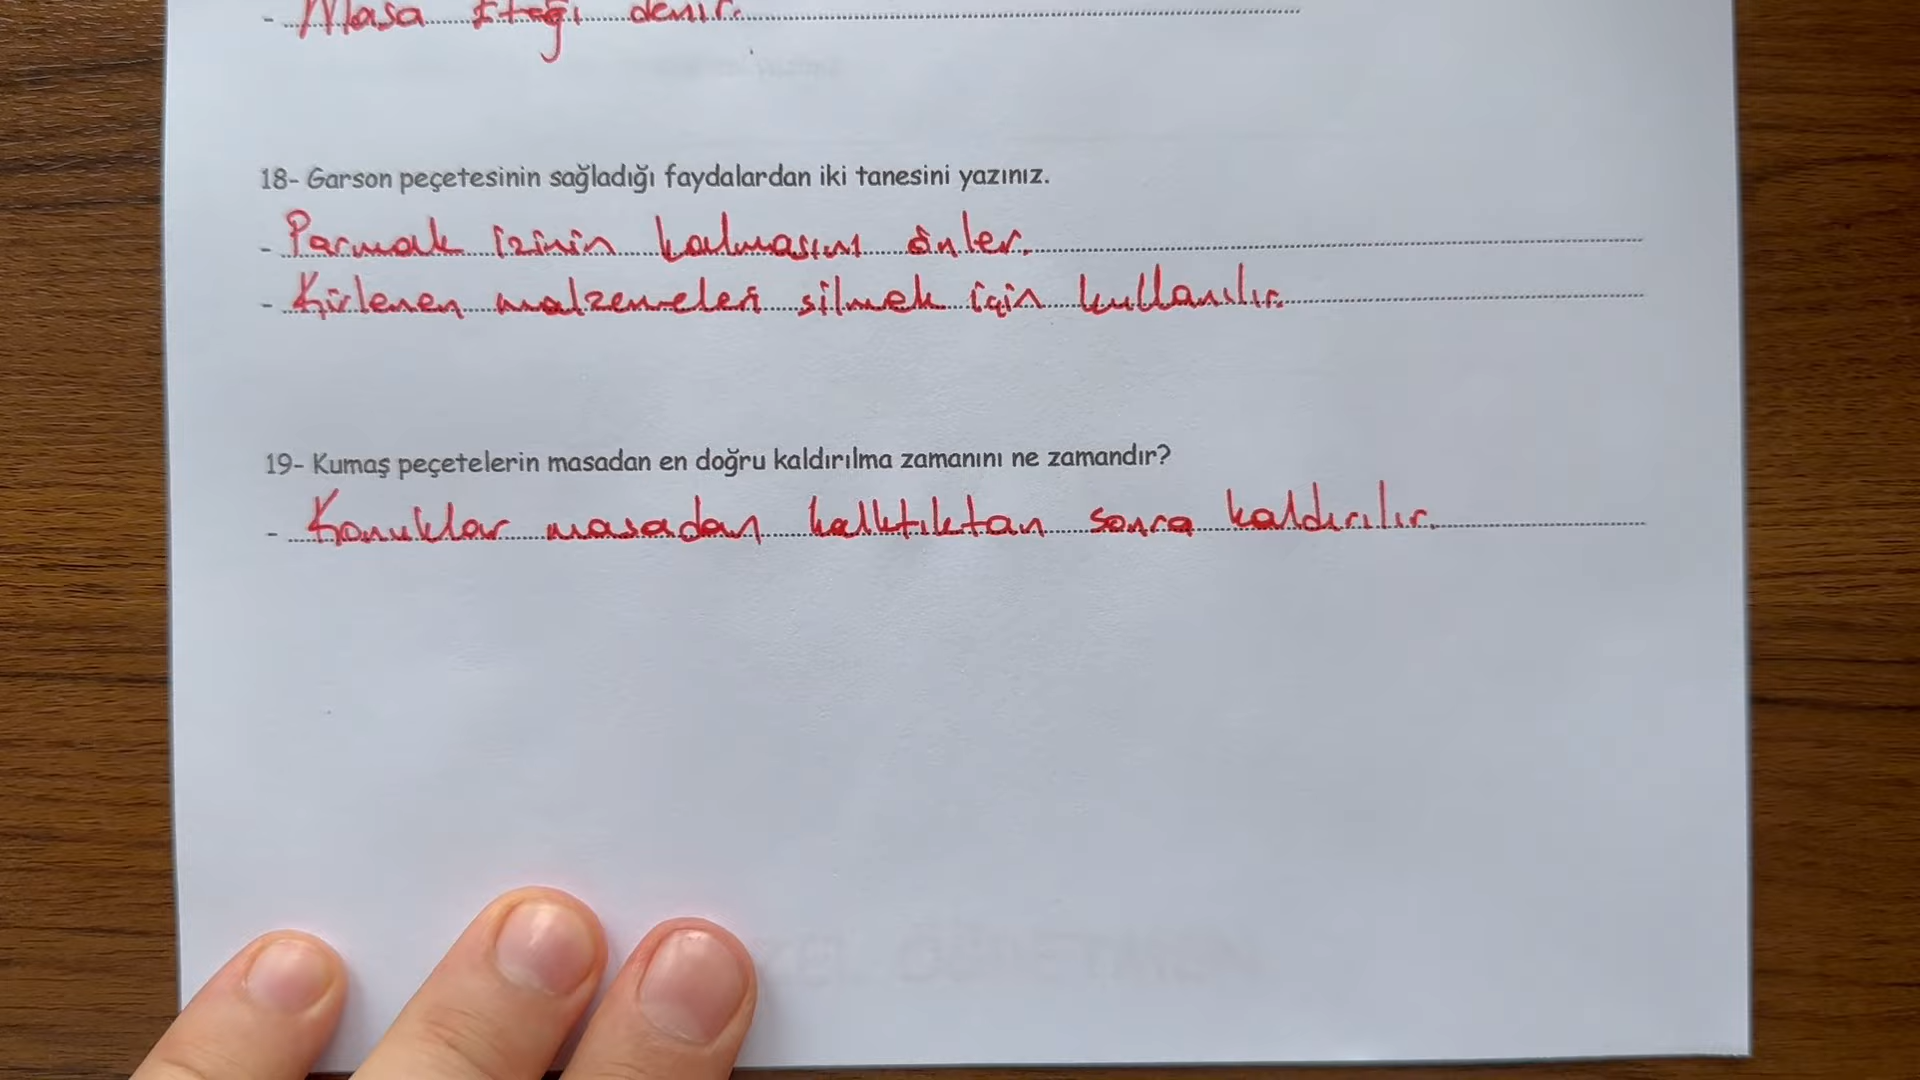 - Masa Eteği denir.
18- Garson peçetesinin sağladığı faydalardan iki tanesini yazınız.
- Parmak izinin kalmasını önler.
- Kirlenen malzemeleri silmek için kullanılır.
19- Kumaş peçetelerin masadan en doğru kaldırılma zamanını ne zamandır?
- Konuklar masadan kalktıktan sonra kaldırılır.